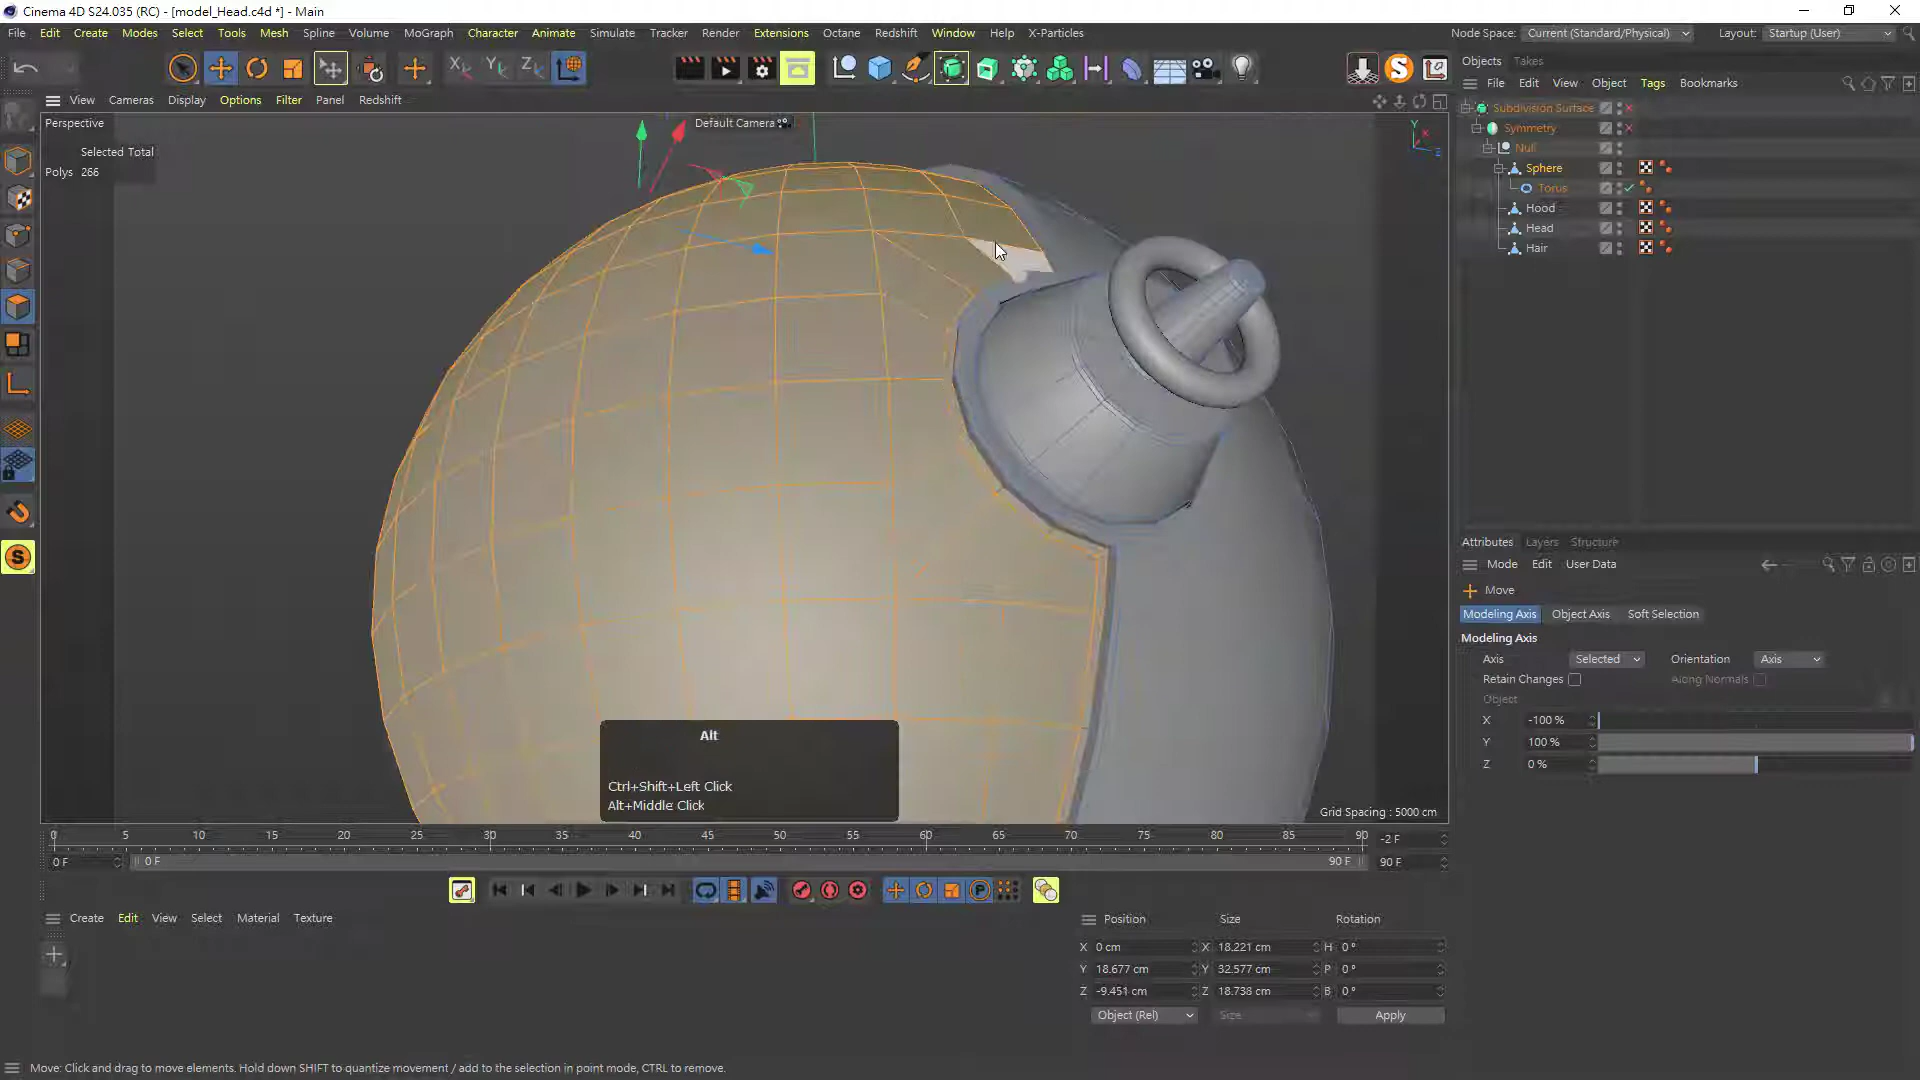 Cinema 4D S24.035 (RC) - [model_Head.c4d *] - Main
File Edit Create Modes Select Tools Mesh Spline Volume MoGraph Character Animate Simulate Tracker Render Extensions Octane Redshift Window Help X-Particles
Node Space: Current (Standard/Physical) Layout: Startup (User)
Objects Takes
File Edit View Object Tags Bookmarks
View Cameras Display Options Filter Panel Redshift
Perspective
Default Camera
Selected Total
Polys 266
Subdivision Surface
Symmetry
Null
Sphere
Torus
Hood
Head
Hair
Attributes Layers Structure
Mode Edit User Data
Move
Modeling Axis Object Axis Soft Selection
Modeling Axis
Axis Selected Orientation Axis
Retain Changes Along Normals
Object
X -100 %
Y 100 %
Z 0 %
Alt
Ctrl+Shift+Left Click
Alt+Middle Click
Grid Spacing : 5000 cm
0 5 10 15 20 25 30 35 40 45 50 55 60 65 70 75 80 85 90 -2 F
0 F 0 F 90 F 90 F
Create Edit View Select Material Texture
Position Size Rotation
X 0 cm X 18.221 cm H 0 °
Y 18.677 cm Y 32.577 cm P 0 °
Z -9.451 cm Z 18.738 cm B 0 °
Object (Rel) Size Apply
Move: Click and drag to move elements. Hold down SHIFT to quantize movement / add to the selection in point mode, CTRL to remove.